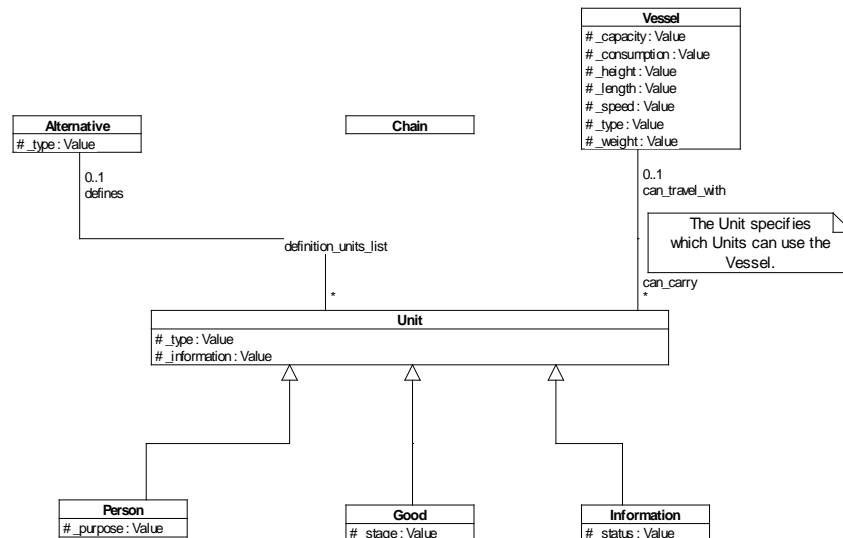 Vessel
# _capacity : Value
# _consumption : Value
# _height : Value
# _length : Value
# _speed : Value
# _type : Value
# _weight : Value
Alternative
# _type : Value
Chain
0..1
defines
0..1
can_travel_with
The Unit specifies
which Units can use the
Vessel.
definition_units_list
*
can_carry
*
Unit
# _type : Value
# _information : Value
Person
# _purpose : Value
Good
# _stage : Value
Information
# _status : Value